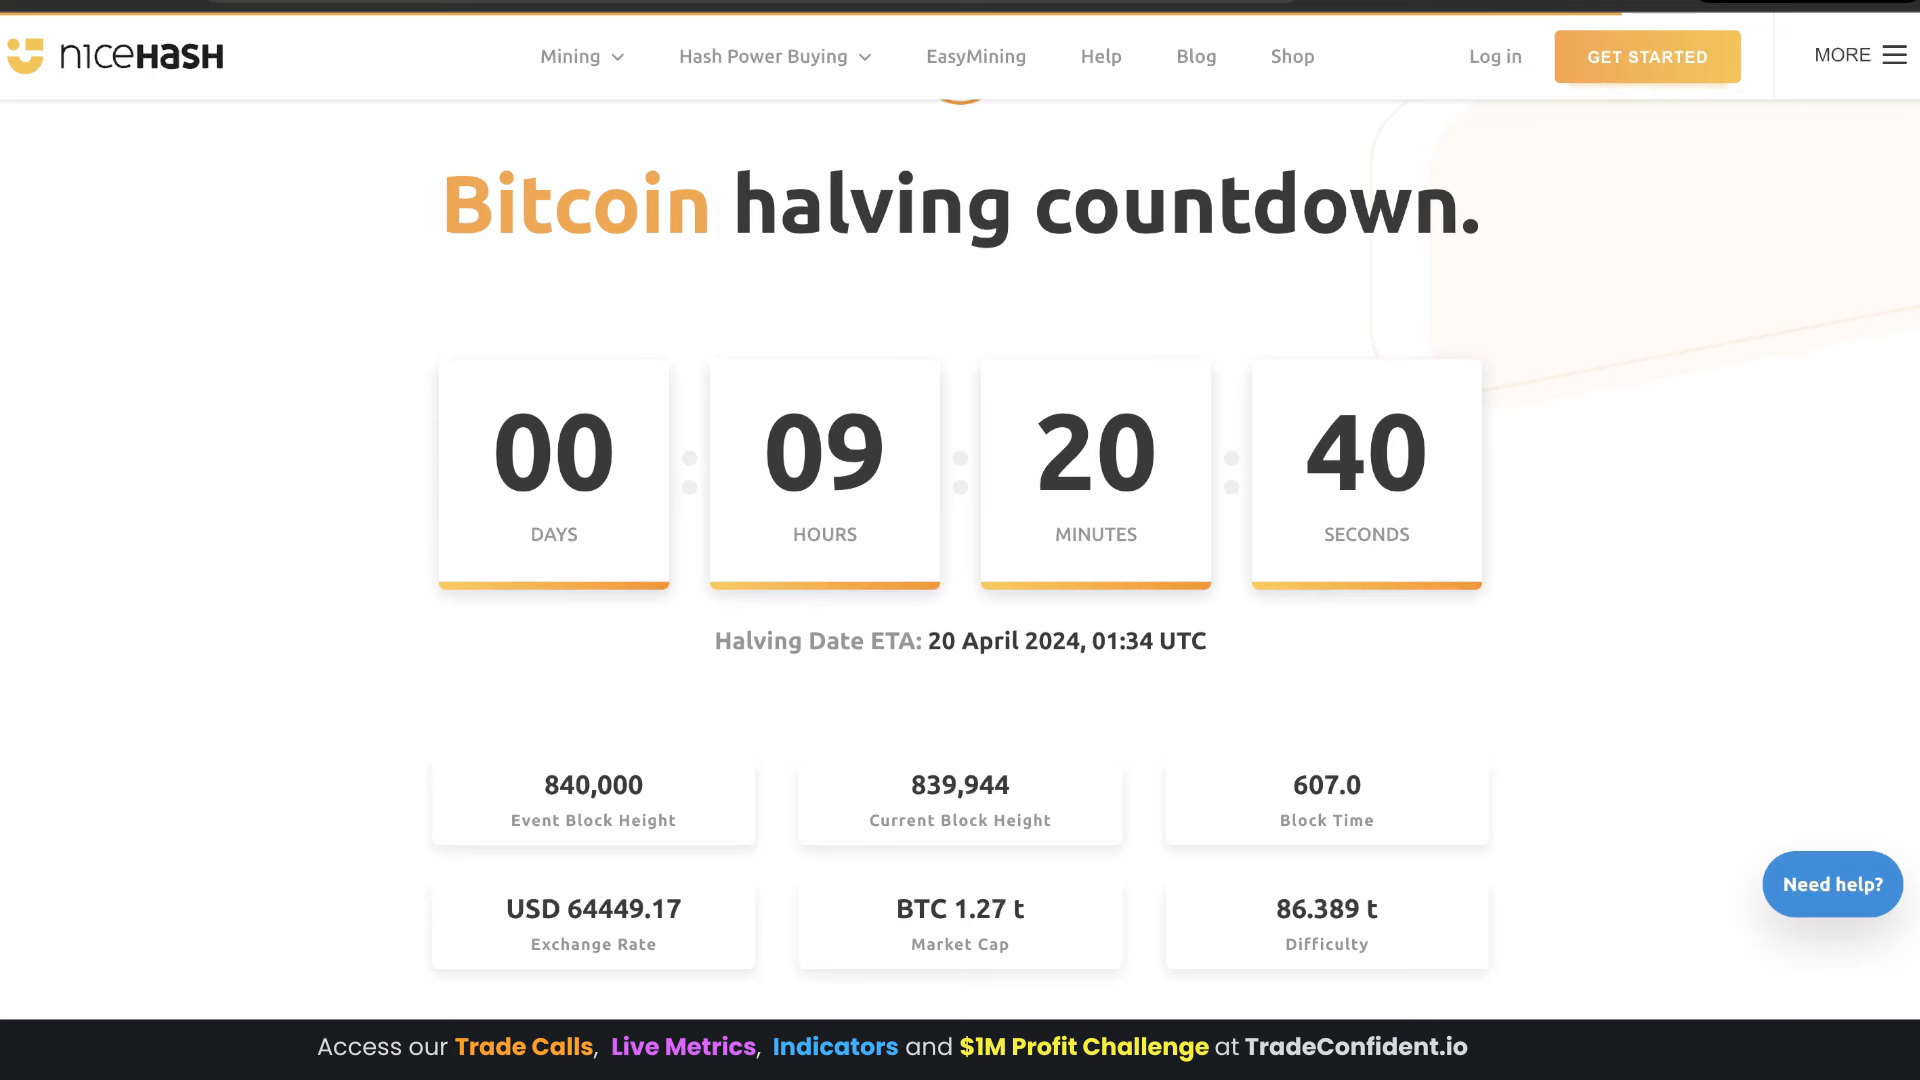 nıceHasH
Mining
Hash Power Buying
EasyMining
Help
Blog
Shop
Log in
GET STARTED
MORE
Bitcoin halving countdown.
00 : 09 : 20 : 40
DAYS HOURS MINUTES SECONDS
Halving Date ETA: 20 April 2024, 01:34 UTC
840,000
Event Block Height
839,944
Current Block Height
607.0
Block Time
USD 64449.17
Exchange Rate
BTC 1.27 t
Market Cap
86.389 t
Difficulty
Need help?
Access our Trade Calls, Live Metrics, Indicators and $1M Profit Challenge at TradeConfident.io